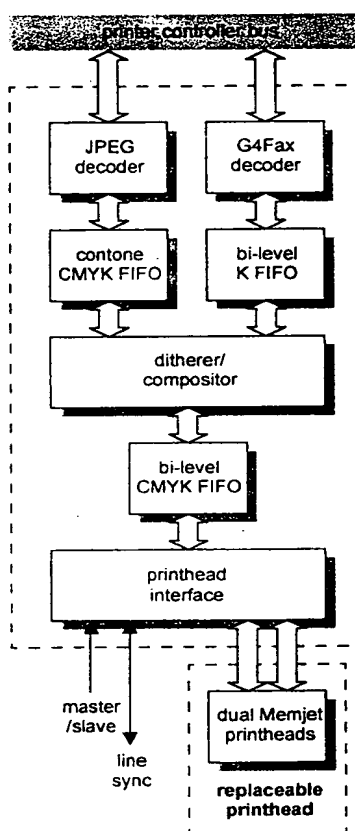 printer controller bus
JPEG
decoder
G4Fax
decoder
contone
CMYK FIFO
bi-level
K FIFO
ditherer/
compositor
bi-level
CMYK FIFO
printhead
interface
master
/slave
line
sync
dual Memjet
printheads
replaceable
printhead